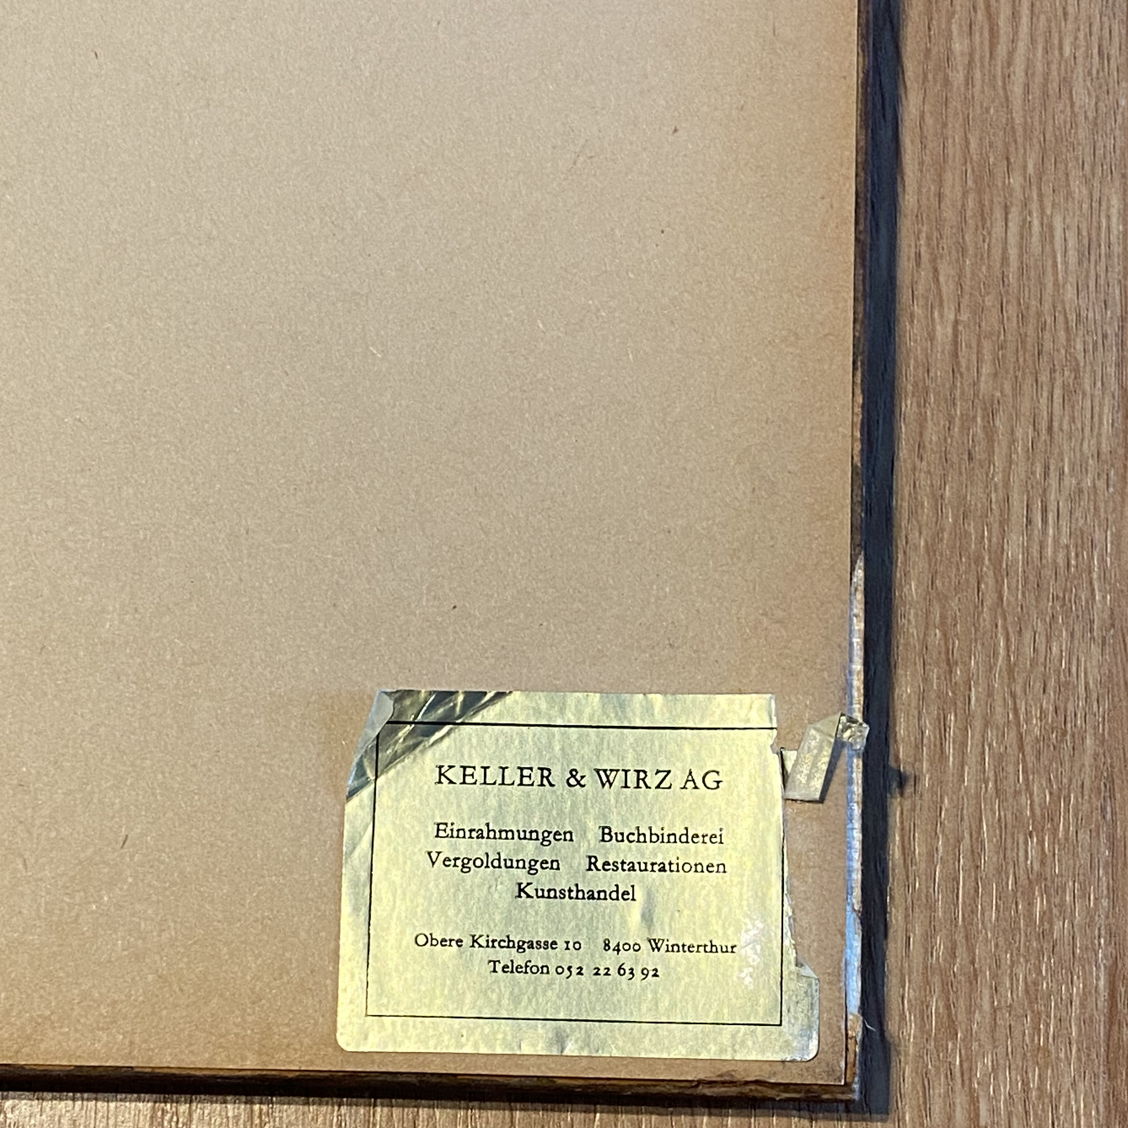 KELLER & WIRZ AG
Einrahmungen Buchbinderei
Vergoldungen Restaurationen
Kunsthandel
Obere Kirchgasse 10 8400 Winterthur
Telefon 052 22 63 92